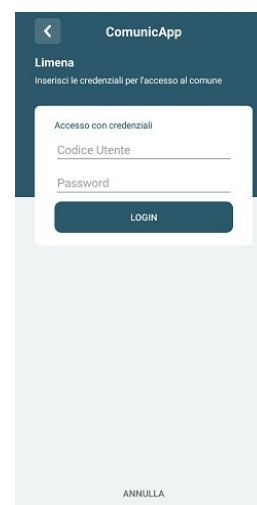 ComunicApp
Limena
Inserisci le credenziali per l'accesso al comune
Accesso con credenziali
Codice Utente
Password
LOGIN
ANNULLA